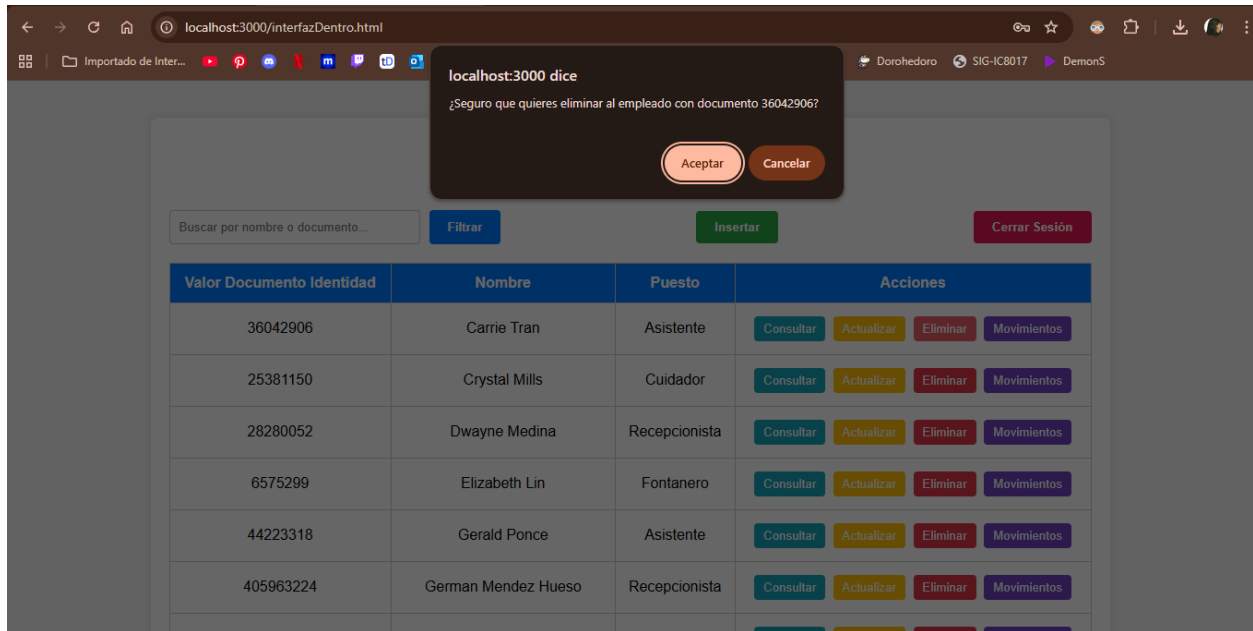 localhost:3000/interfazDentro.html
Importado de Inter... m tD Dorohedoro SIG-IC8017 DemonS
localhost:3000 dice
¿Seguro que quieres eliminar al empleado con documento 36042906?
Aceptar Cancelar
Buscar por nombre o documento... Filtrar Insertar Cerrar Sesión
Valor Documento Identidad Nombre Puesto Acciones
36042906 Carrie Tran Asistente Consultar Actualizar Eliminar Movimientos
25381150 Crystal Mills Cuidador Consultar Actualizar Eliminar Movimientos
28280052 Dwayne Medina Recepcionista Consultar Actualizar Eliminar Movimientos
6575299 Elizabeth Lin Fontanero Consultar Actualizar Eliminar Movimientos
44223318 Gerald Ponce Asistente Consultar Actualizar Eliminar Movimientos
405963224 German Mendez Hueso Recepcionista Consultar Actualizar Eliminar Movimientos